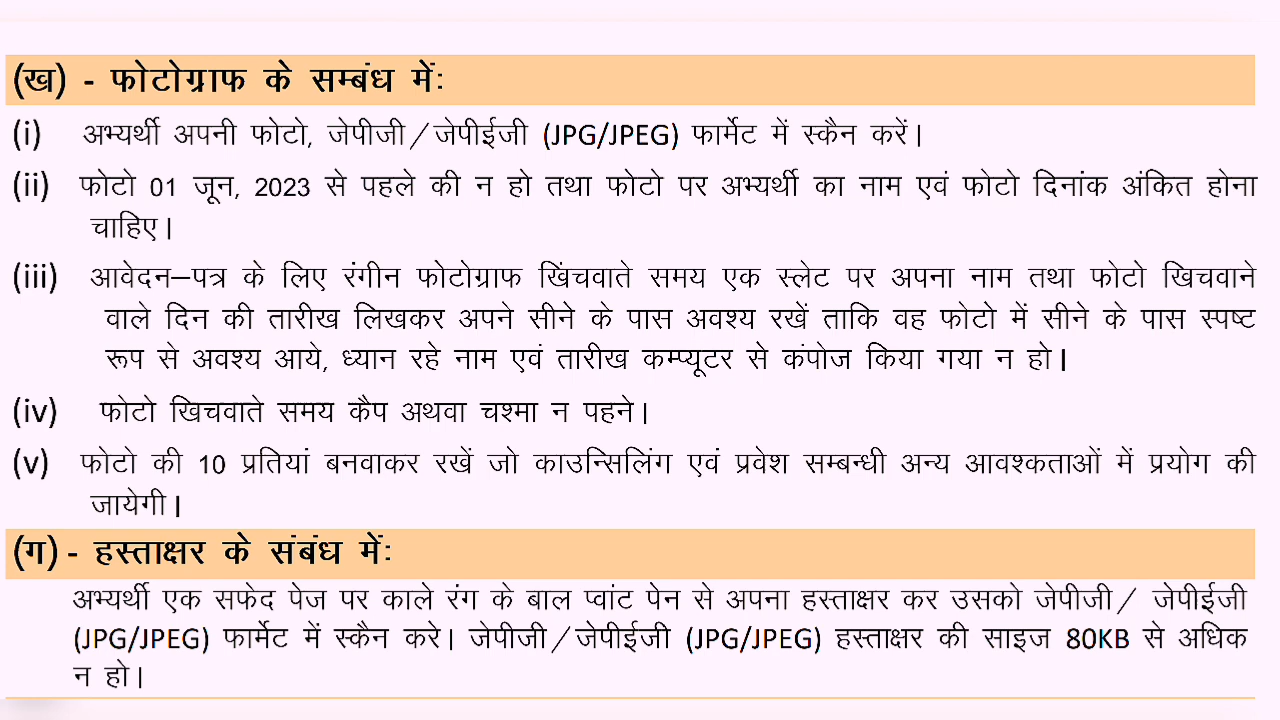 (ख) - फोटोग्राफ के सम्बंध में:
(i) अभ्यर्थी अपनी फोटो, जेपीजी/जेपीईजी (JPG/JPEG) फार्मेट में स्कैन करें।
(ii) फोटो 01 जून, 2023 से पहले की न हो तथा फोटो पर अभ्यर्थी का नाम एवं फोटो दिनांक अंकित होना
चाहिए।
(iii) आवेदन–पत्र के लिए रंगीन फोटोग्राफ खिंचवाते समय एक स्लेट पर अपना नाम तथा फोटो खिचवाने
वाले दिन की तारीख लिखकर अपने सीने के पास अवश्य रखें ताकि वह फोटो में सीने के पास स्पष्ट
रूप से अवश्य आये, ध्यान रहे नाम एवं तारीख कम्प्यूटर से कंपोज किया गया न हो।
(iv) फोटो खिचवाते समय कैप अथवा चश्मा न पहने।
(v) फोटो की 10 प्रतियां बनवाकर रखें जो काउन्सिलिंग एवं प्रवेश सम्बन्धी अन्य आवश्कताओं में प्रयोग की
जायेगी।
(ग) - हस्ताक्षर के संबंध में:
अभ्यर्थी एक सफेद पेज पर काले रंग के बाल प्वांट पेन से अपना हस्ताक्षर कर उसको जेपीजी/ जेपीईजी
(JPG/JPEG) फार्मेट में स्कैन करे। जेपीजी/जेपीईजी (JPG/JPEG) हस्ताक्षर की साइज 80KB से अधिक
न हो।